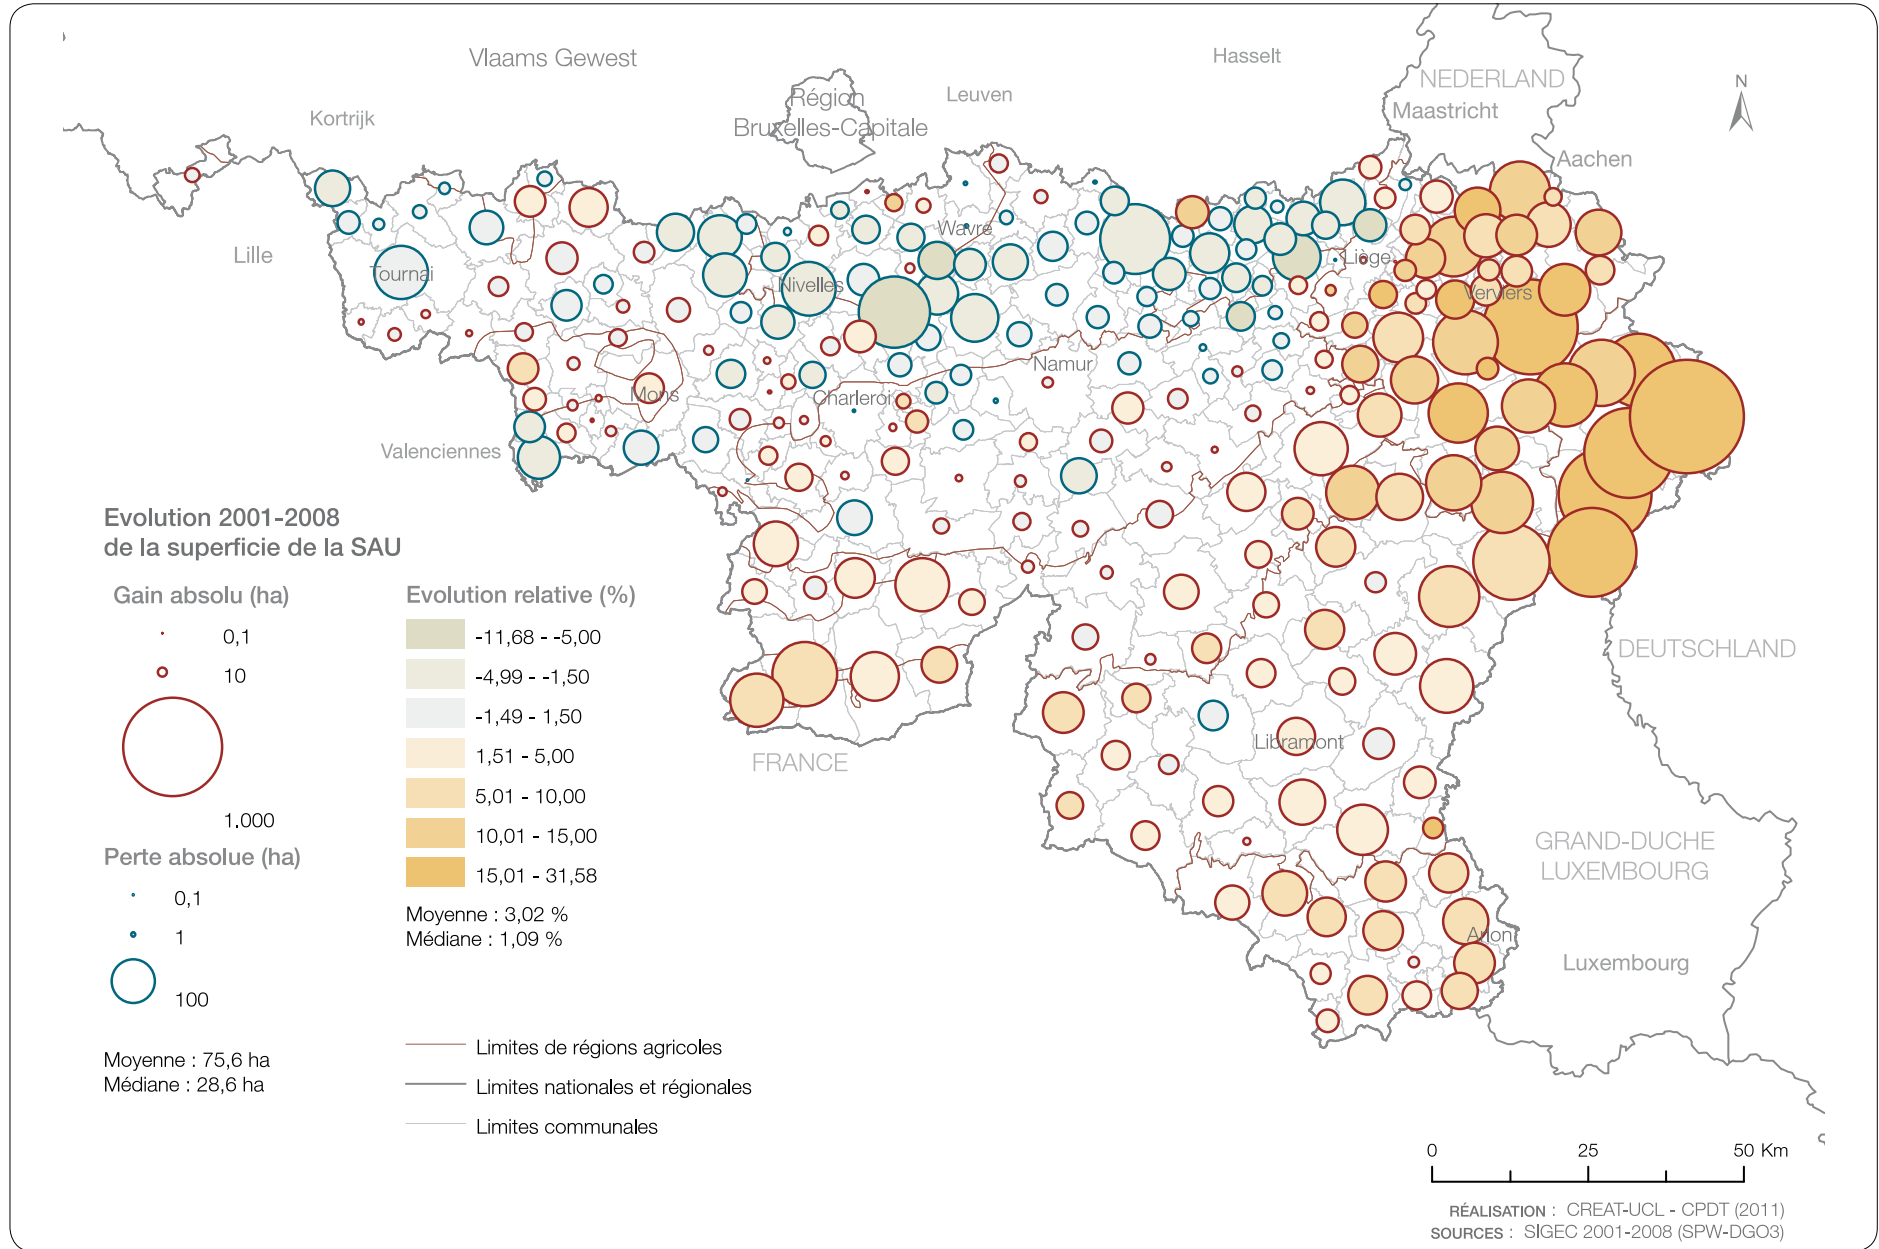 Vlaams Gewest
Hasselt
NEDERLAND
Maastricht
Région
Bruxelles-Capitale
Leuven
Kortrijk
N
Aachen
Lille
Tournai
Wavre
Nivelles
Liège
Verviers
Namur
Mons
Charleroi
Valenciennes
Evolution 2001-2008
de la superficie de la SAU
Gain absolu (ha)
0,1
10
1.000
Perte absolue (ha)
0,1
1
100
Moyenne : 75,6 ha
Médiane : 28,6 ha
Evolution relative (%)
-11,68 - -5,00
-4,99 - -1,50
-1,49 - 1,50
1,51 - 5,00
5,01 - 10,00
10,01 - 15,00
15,01 - 31,58
Moyenne : 3,02 %
Médiane : 1,09 %
Limites de régions agricoles
Limites nationales et régionales
Limites communales
FRANCE
DEUTSCHLAND
Libramont
GRAND-DUCHE
LUXEMBOURG
Arlon
Luxembourg
0 25 50 Km
RÉALISATION : CREAT-UCL - CPDT (2011)
SOURCES : SIGEC 2001-2008 (SPW-DGO3)